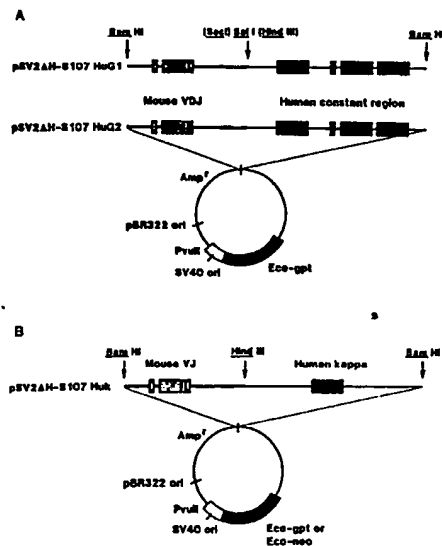 A
Bam HI (SacI) Sal I (Hind III) Bam H
pSV2ΔH-S107 HuG1
Mouse VDJ Human constant region
pSV2ΔH-S107 HuG2
Amp r
pBR322 ori
PvuII
SV40 ori
Eco-gpt
B
Bam HI Hind III Bam HI
Mouse VJ Human kappa
pSV2ΔH-S107 Huk
Amp r
pBR322 ori
PvuII
SV40 ori
Eco-gpt or
Eco-neo